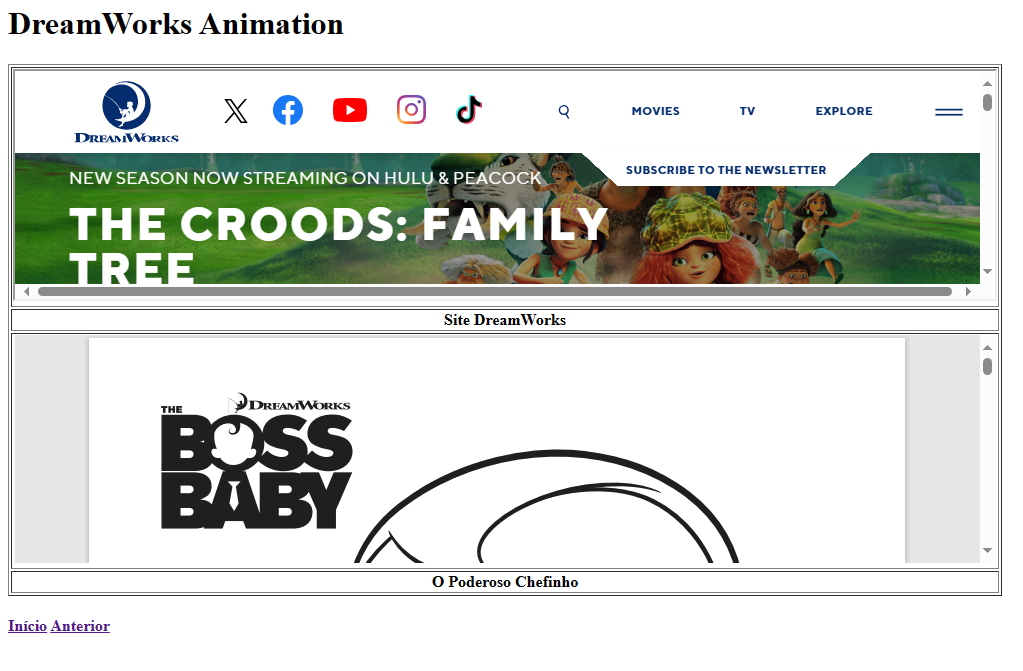 DreamWorks Animation
DREAMWORKS
MOVIES TV EXPLORE
SUBSCRIBE TO THE NEWSLETTER
NEW SEASON NOW STREAMING ON HULU & PEACOCK
THE CROODS: FAMILY
TREE
Site DreamWorks
DREAMWORKS
THE
BOSS
BABY
O Poderoso Chefinho
Início Anterior